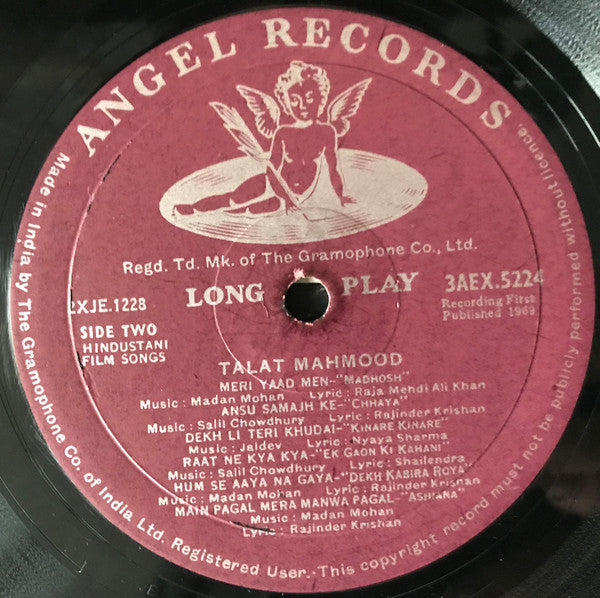 ANGEL RECORDS
Regd. Td. Mk. of The Gramophone Co., Ltd.
2XJE.1228
LONG PLAY
3AEX.5224
Recording First
Published 1969
SIDE TWO
HINDUSTANI
FILM SONGS
TALAT MAHMOOD
MERI YAAD MEN-"MADHOSH"
Music: Madan Mohan Lyric: Raja Mehdi Ali Khan
ANSU SAMAJH KE-"CHHAYA"
Music: Salil Chowdhury Lyric: Rajinder Krishan
DEKH LI TERI KHUDAI-"KINARE KINARE"
Music: Jaidev Lyric: Nyaya Sharma
RAAT NE KYA KYA-"EK GAON KI KAHANI"
Music: Salil Chowdhury Lyric: Shailendra
HUM SE AAYA NA GAYA-"DEKH KABIRA ROYA"
Music: Madan Mohan Lyric: Rajinder Krishan
MAIN PAGAL MERA MANWA PAGAL-"ASHIANA"
Music: Madan Mohan
Lyric: Rajinder Krishan
Made in India by The Gramophone Co. of India Ltd. Registered User. This copyright record must not be publicly performed without licence.